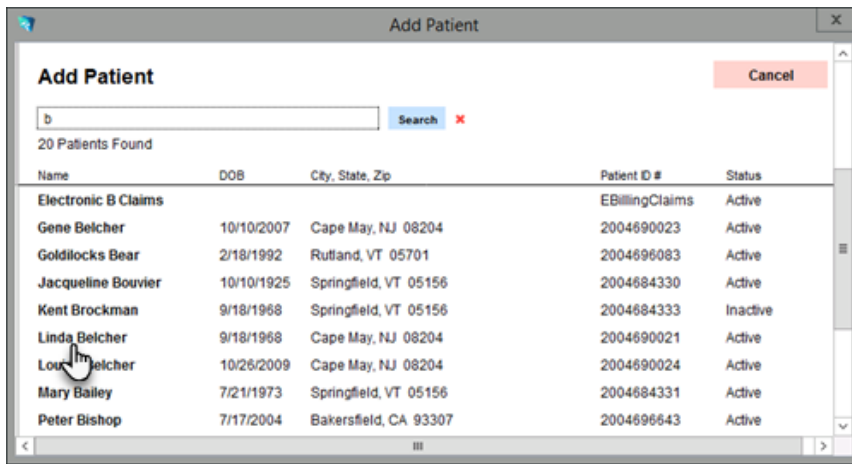 Add Patient
x
Add Patient
Cancel
b
Search
20 Patients Found
Name DOB City, State, Zip Patient ID # Status
Electronic B Claims EBillingClaims Active
Gene Belcher 10/10/2007 Cape May, NJ 08204 2004690023 Active
Goldilocks Bear 2/18/1992 Rutland, VT 05701 2004696083 Active
Jacqueline Bouvier 10/10/1925 Springfield, VT 05156 2004684330 Active
Kent Brockman 9/18/1968 Springfield, VT 05156 2004684333 Inactive
Linda Belcher 9/18/1968 Cape May, NJ 08204 2004690021 Active
10/26/2009 Cape May, NJ 08204 2004690024 Active
Mary Bailey 7/21/1973 Springfield, VT 05156 2004684331 Active
Peter Bishop 7/17/2004 Bakersfield, CA 93307 2004696643 Active